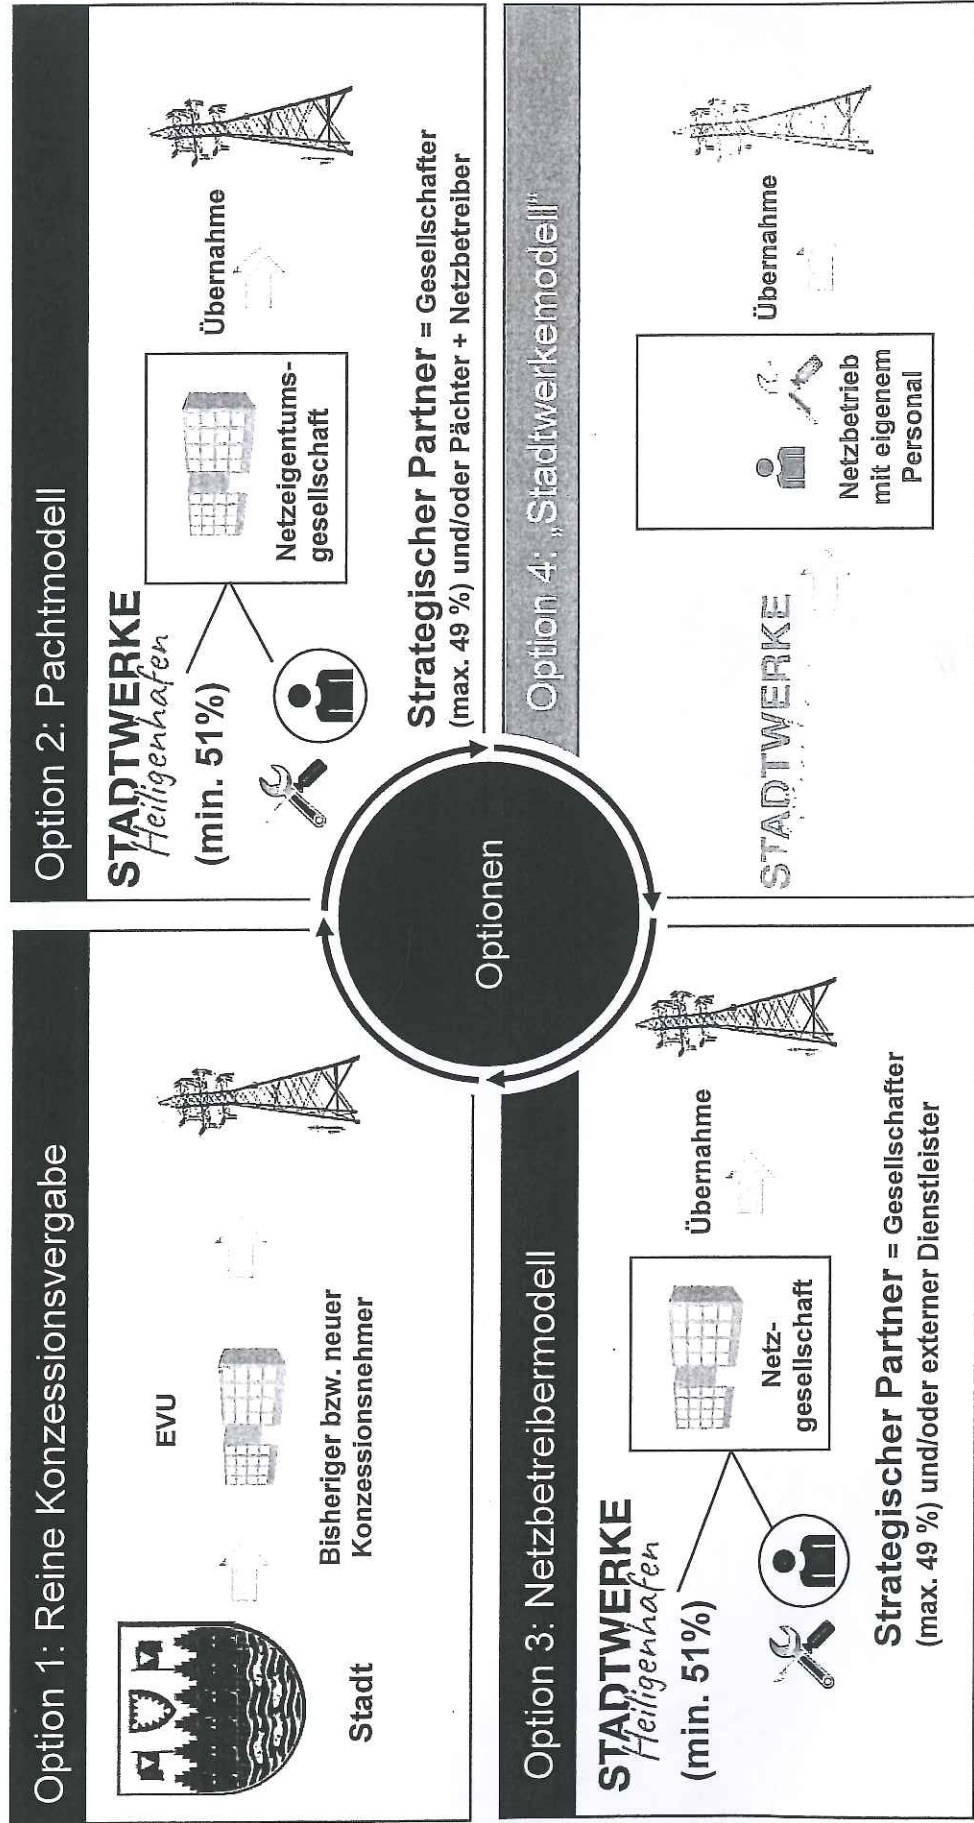 Option 1: Reine Konzessionsvergabe
EVU
Stadt
Bisheriger bzw. neuer
Konzessionsnehmer
Option 2: Pachtmodell
STADTWERKE
Heiligenhafen
(min. 51%)
Netzeigentums-
gesellschaft
Übernahme
Strategischer Partner = Gesellschafter
(max. 49 %) und/oder Pächter + Netzbetreiber
Optionen
Option 3: Netzbetreibermodell
STADTWERKE
Heiligenhafen
(min. 51%)
Netz-
gesellschaft
Übernahme
Strategischer Partner = Gesellschafter
(max. 49 %) und/oder externer Dienstleister
Option 4: „Stadtwerkemodell“
STADTWERKE
Netzbetrieb
mit eigenem
Personal
Übernahme